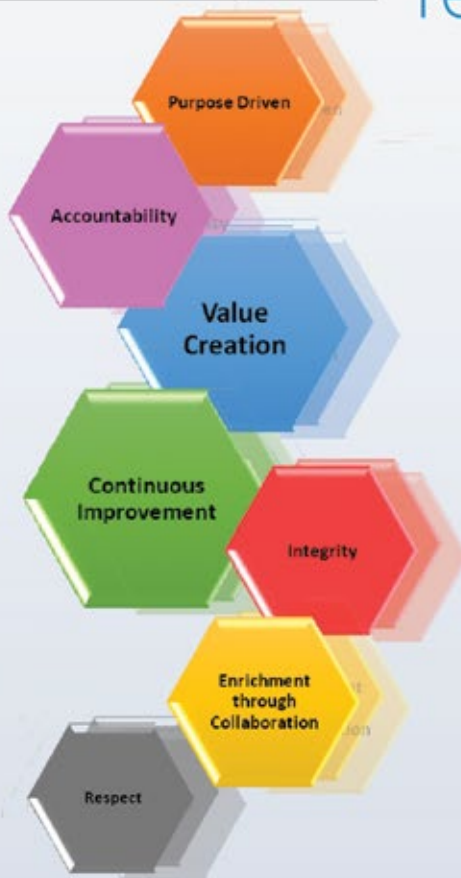 Purpose Driven
Accountability
Value
Creation
Continuous
Improvement
Integrity
Enrichment
through
Collaboration
Respect